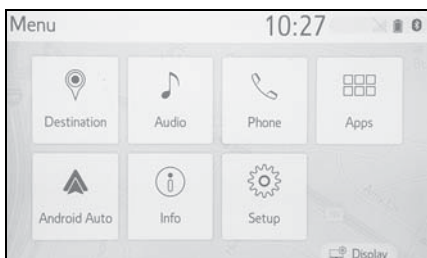 Menu 10:27
Destination Audio Phone Apps
Android Auto Info Setup
Display